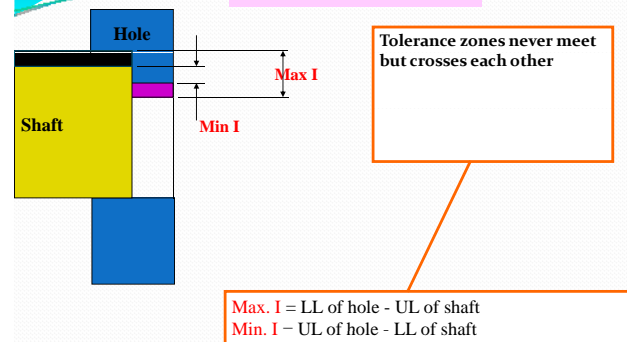 Hole
Tolerance zones never meet
but crosses each other
Max I
Shaft
Min I
Max. I = LL of hole - UL of shaft
Min. I – UL of hole - LL of shaft